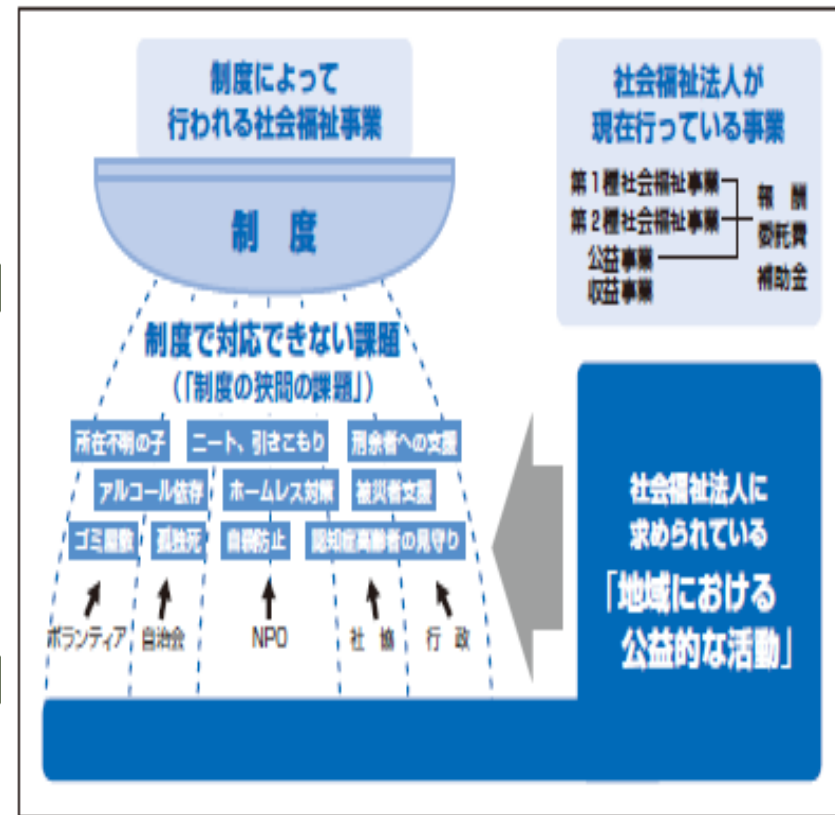 制度によって
行われる社会福祉事業
制 度
制度で対応できない課題
(「制度の狭間の課題」)
所在不明の子
ニート、引きこもり
刑余者への支援
アルコール依存
ホームレス対策
被災者支援
ゴミ屋敷
孤独死
自殺防止
認知症高齢者の見守り
ボランティア
自治会
NPO
社 協
行 政
社会福祉法人が
現在行っている事業
第1種社会福祉事業
第2種社会福祉事業
公益事業
収益事業
報 酬
委託費
補助金
社会福祉法人に
求められている
「地域における
公益的な活動」